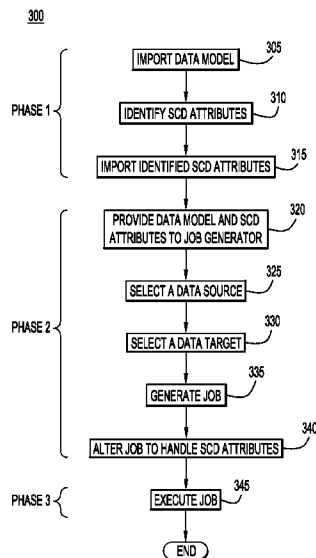 300
PHASE 1
IMPORT DATA MODEL
305
IDENTIFY SCD ATTRIBUTES
310
IMPORT IDENTIFIED SCD ATTRIBUTES
315
PHASE 2
PROVIDE DATA MODEL AND SCD
ATTRIBUTES TO JOB GENERATOR
320
SELECT A DATA SOURCE
325
SELECT A DATA TARGET
330
GENERATE JOB
335
ALTER JOB TO HANDLE SCD ATTRIBUTES
340
PHASE 3
EXECUTE JOB
345
END